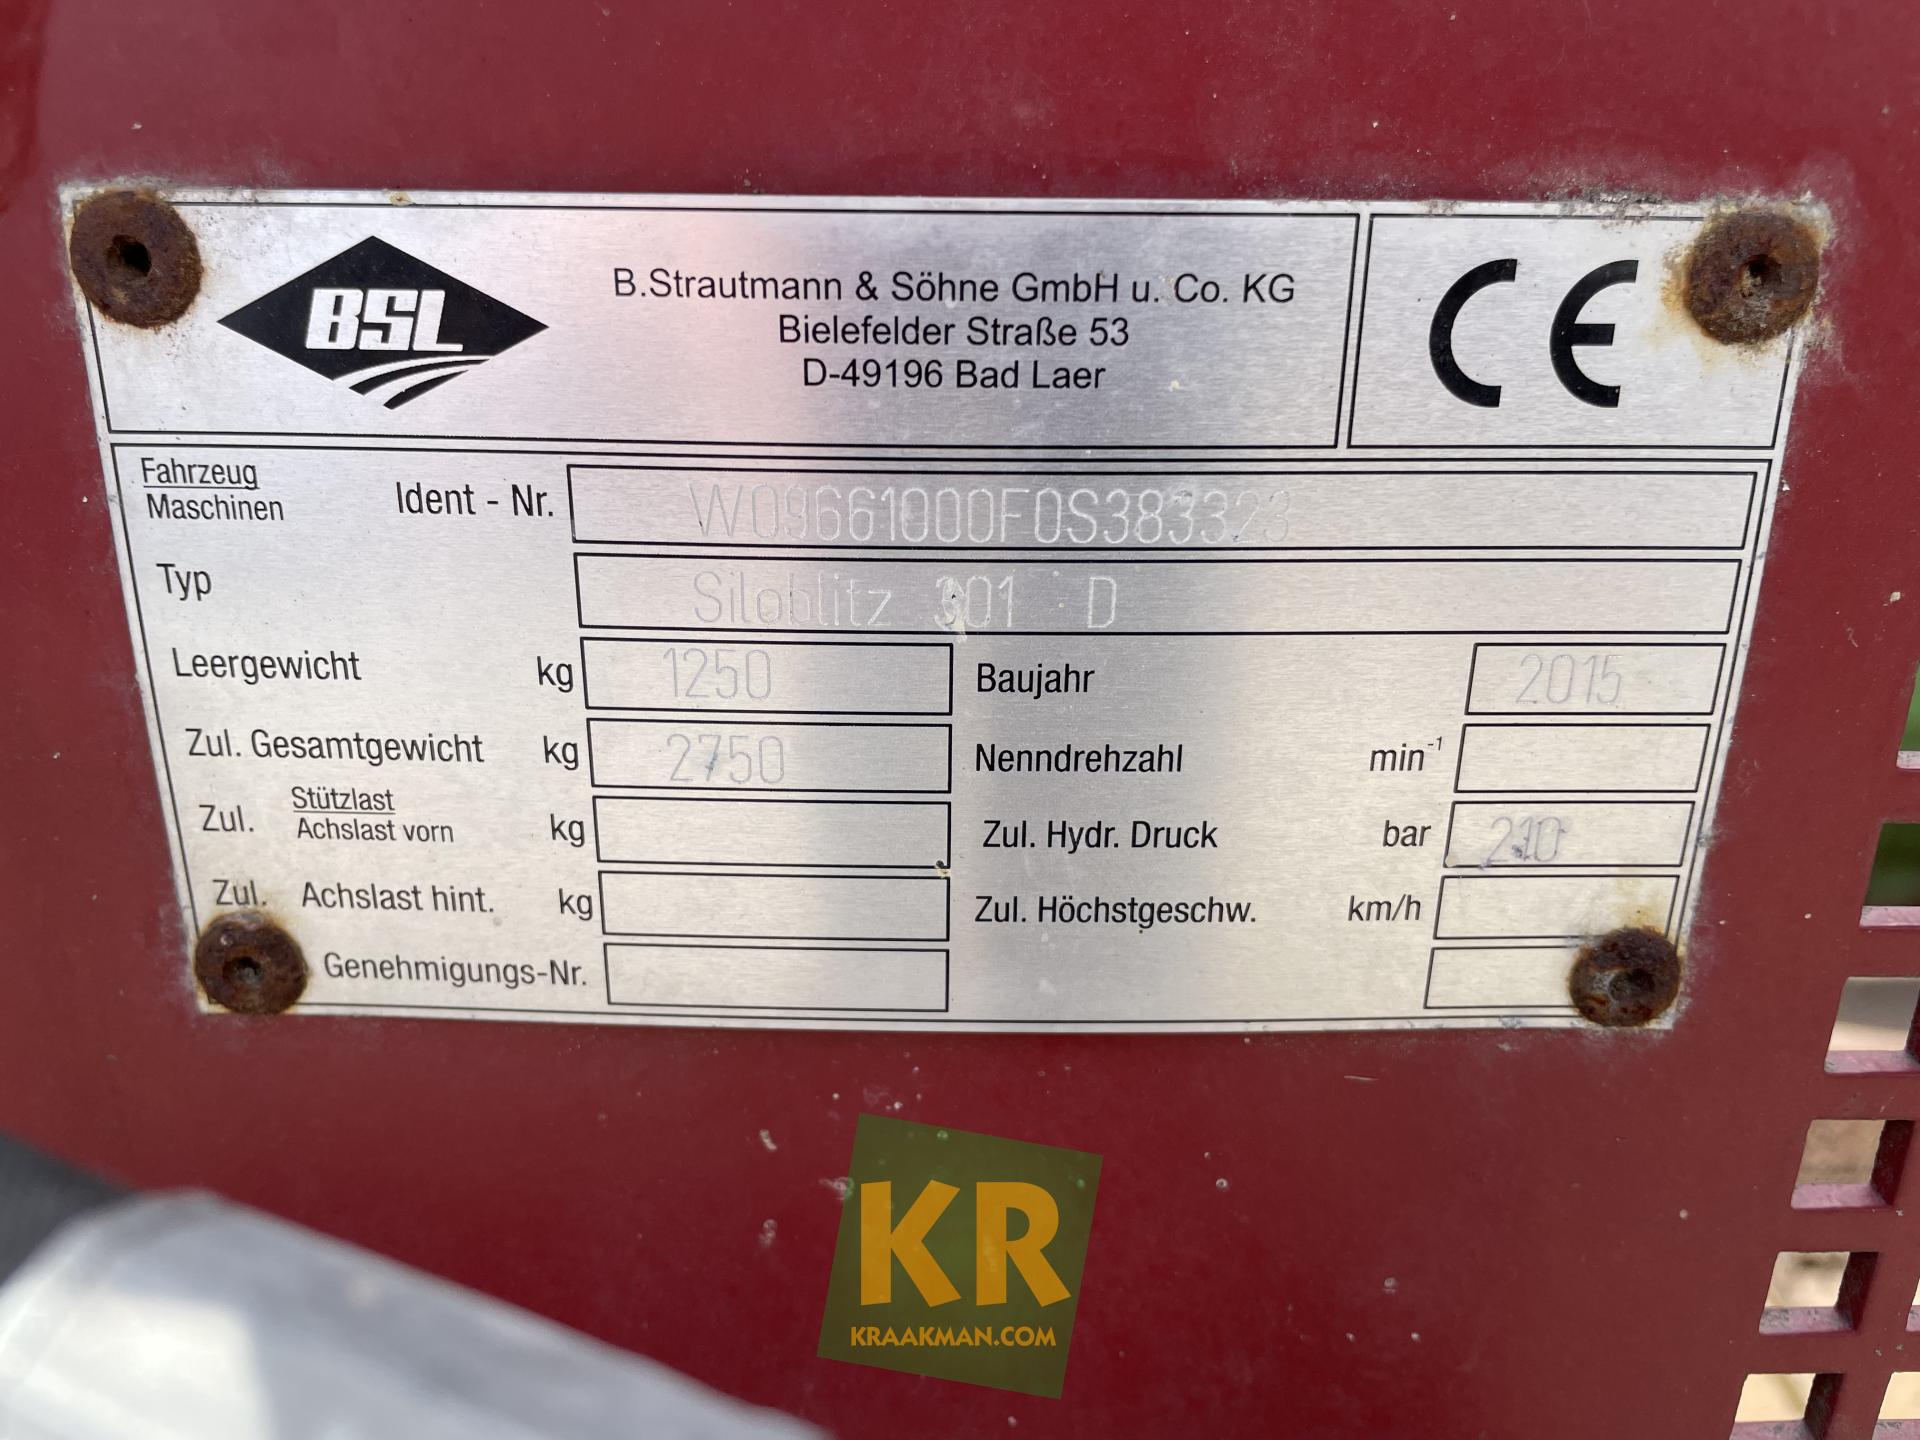 BSL
B.Strautmann & Söhne GmbH u. Co. KG
Bielefelder Straße 53
D-49196 Bad Laer
CE
Fahrzeug
Maschinen
Ident - Nr. W09661000F0S383323
Typ Siloblitz 301 D
Leergewicht kg 1250 Baujahr 2015
Zul. Gesamtgewicht kg 2750 Nenndrehzahl min⁻¹
Zul. Stützlast
Achslast vorn kg Zul. Hydr. Druck bar 210
Zul. Achslast hint. kg Zul. Höchstgeschw. km/h
Genehmigungs-Nr.
KR
KRAAKMAN.COM